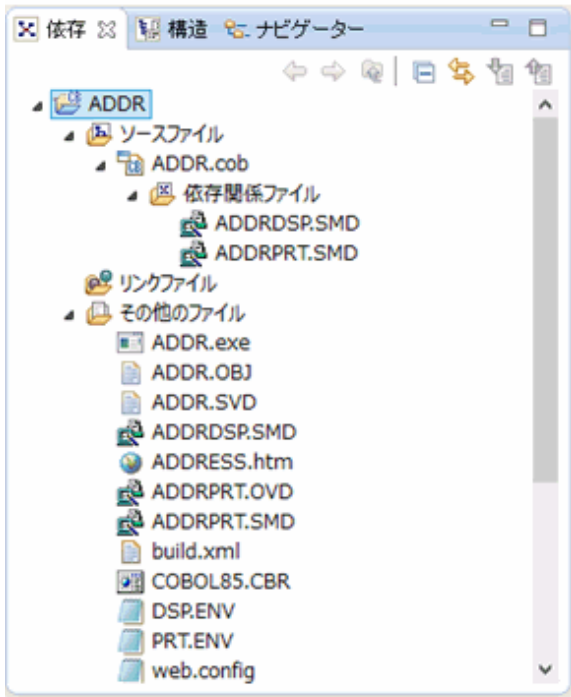 依存 構造 ナビゲーター
ADDR
ソースファイル
ADDR.cob
依存関係ファイル
ADDRDSP.SMD
ADDRPRT.SMD
リンクファイル
その他のファイル
ADDR.exe
ADDR.OBJ
ADDR.SVD
ADDRDSP.SMD
ADDRESS.htm
ADDRPRT.OVD
ADDRPRT.SMD
build.xml
COBOL85.CBR
DSP.ENV
PRT.ENV
web.config